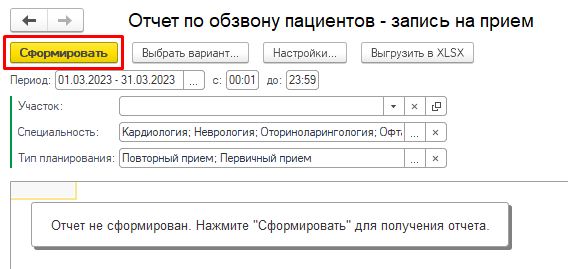 Отчет по обзвону пациентов - запись на прием
Сформировать Выбрать вариант... Настройки... Выгрузить в XLSX
Период: 01.03.2023 - 31.03.2023 ... с: 00:01 до: 23:59
Участок:
Специальность: Кардиология; Неврология; Оториноларингология; Офта ...
Тип планирования: Повторный прием; Первичный прием ...
Отчет не сформирован. Нажмите "Сформировать" для получения отчета.